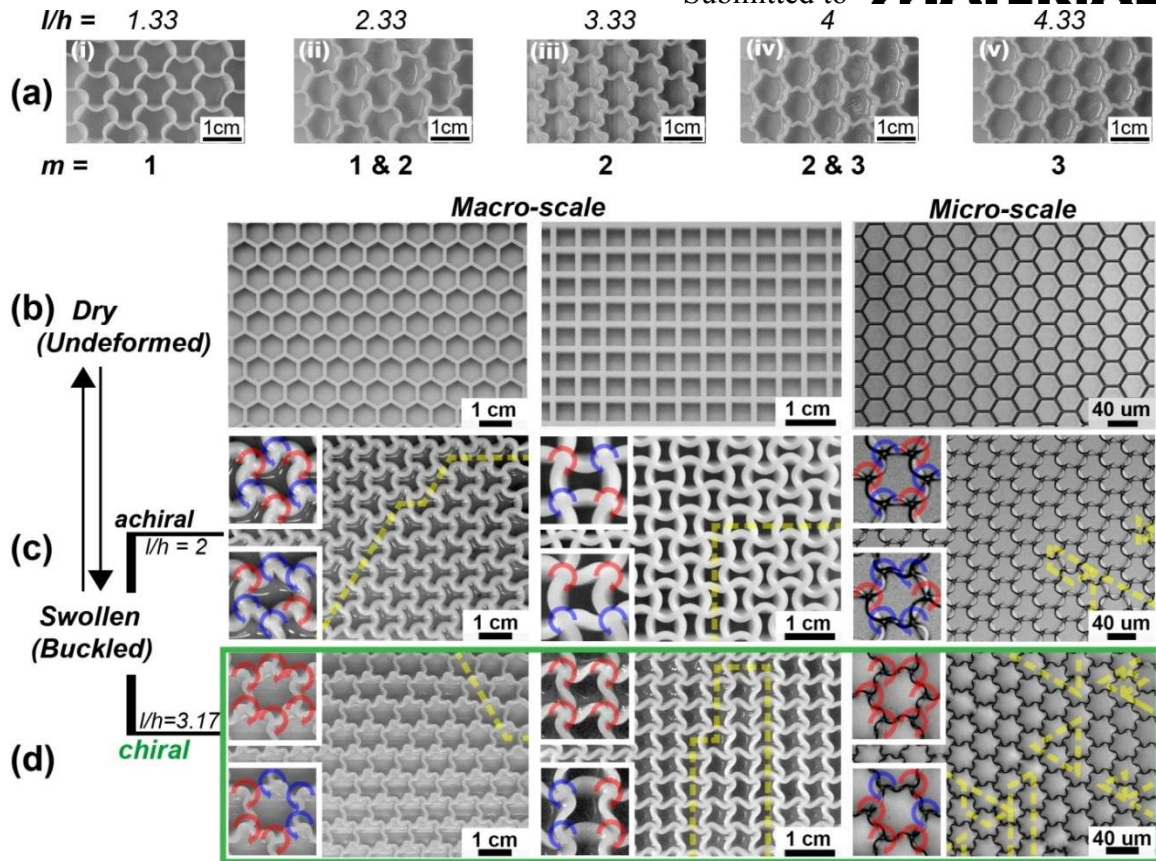 Submitted to
l/h = 1.33 2.33 3.33 4 4.33
(a) (i) (ii) (iii) (iv) (v)
1cm 1cm 1cm 1cm 1cm
m = 1 1 & 2 2 2 & 3 3
Macro-scale Micro-scale
(b) Dry
(Undeformed)
1 cm 1 cm 40 um
achiral
l/h = 2
(c)
Swollen
(Buckled)
1 cm 1 cm 40 um
l/h=3.17
chiral
(d)
1 cm 1 cm 40 um